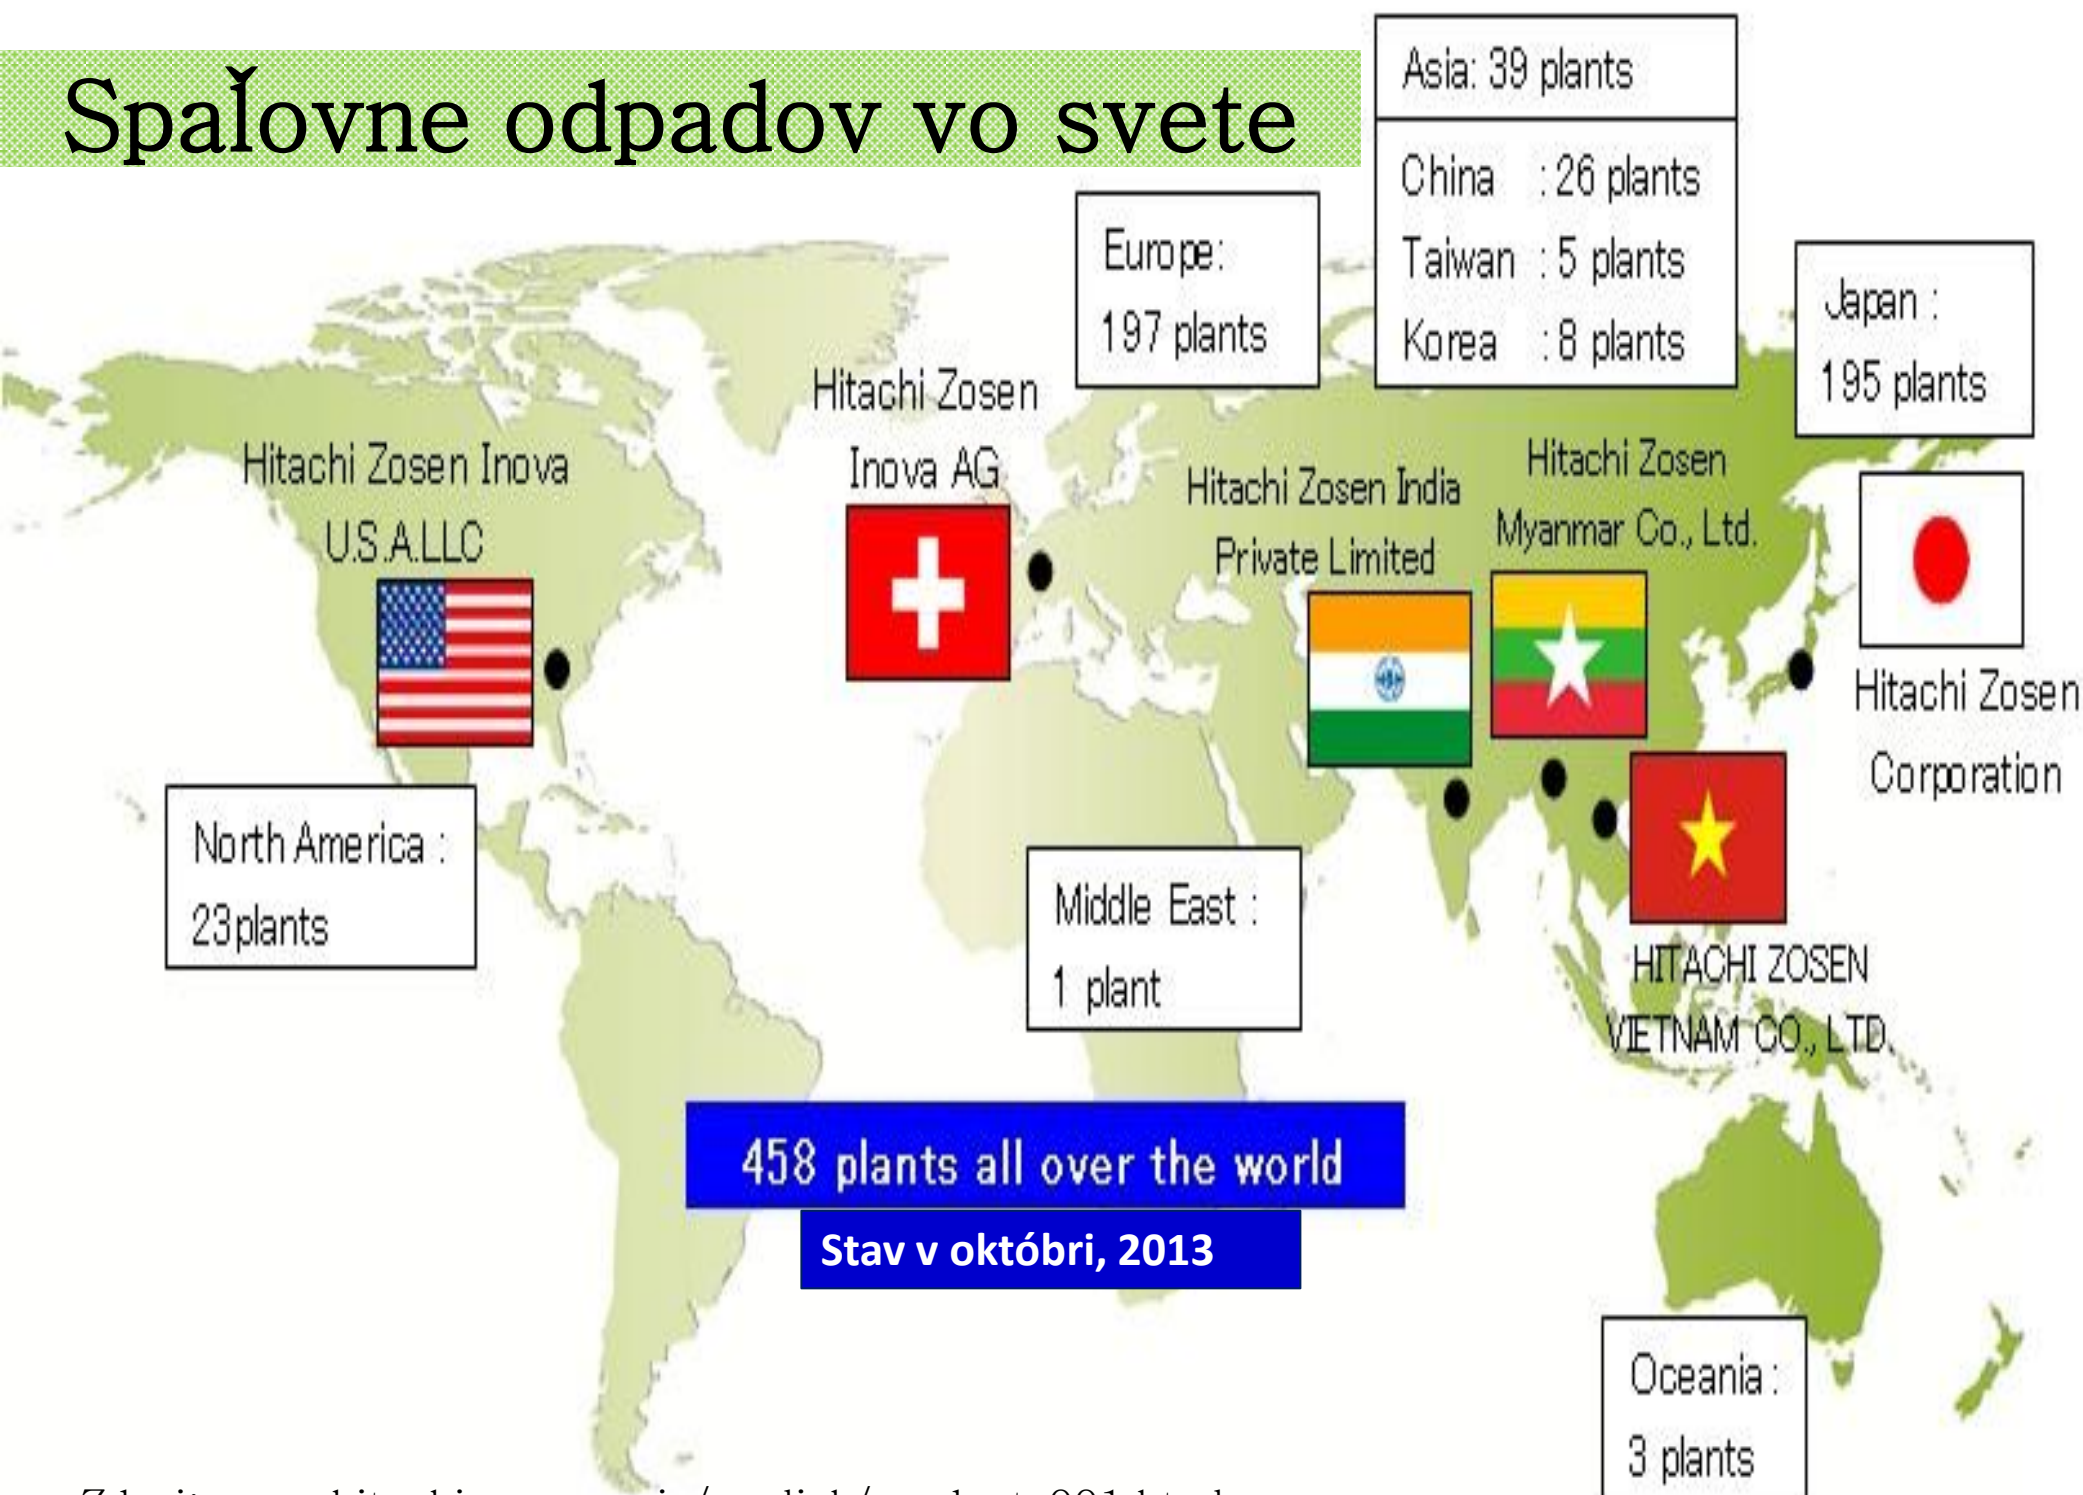 Spaľovne odpadov vo svete
Asia: 39 plants
China : 26 plants
Taiwan : 5 plants
Korea : 8 plants
Europe:
197 plants
Japan :
195 plants
Hitachi Zosen
Inova AG
Hitachi Zosen Inova
U.S.A.LLC
Hitachi Zosen India
Private Limited
Hitachi Zosen
Myanmar Co., Ltd.
Hitachi Zosen
Corporation
North America :
23plants
Middle East :
1 plant
HITACHI ZOSEN
VIETNAM CO., LTD.
458 plants all over the world
Stav v októbri, 2013
Oceania :
3 plants